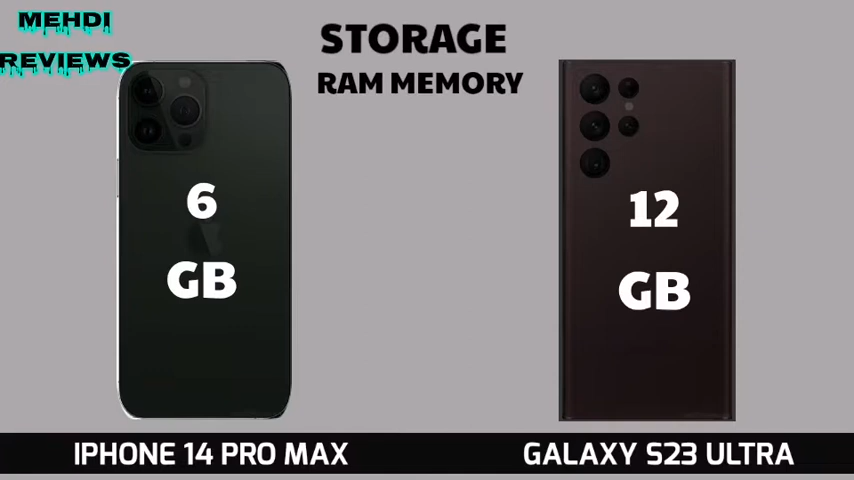 MEHDI
REVIEWS
STORAGE
RAM MEMORY
6
GB
12
GB
IPHONE 14 PRO MAX
GALAXY S23 ULTRA